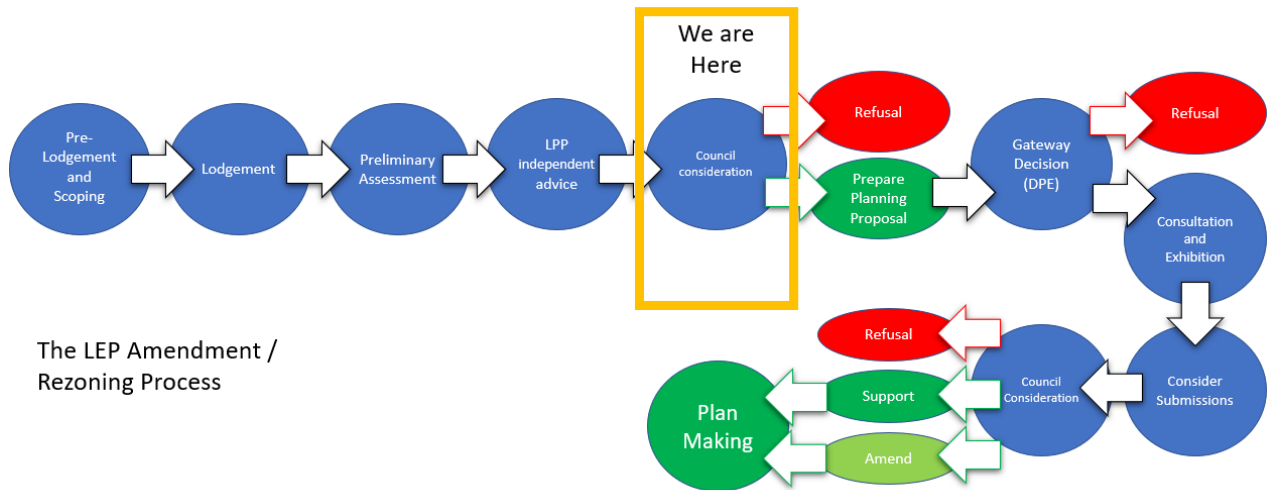 We are
Here
Pre-
Lodgement
and
Scoping
Lodgement
Preliminary
Assessment
LPP
independent
advice
Council
consideration
Refusal
Prepare
Planning
Proposal
Gateway
Decision
(DPE)
Refusal
Consultation
and
Exhibition
Consider
Submissions
Council
Consideration
Refusal
Support
Amend
Plan
Making
The LEP Amendment /
Rezoning Process